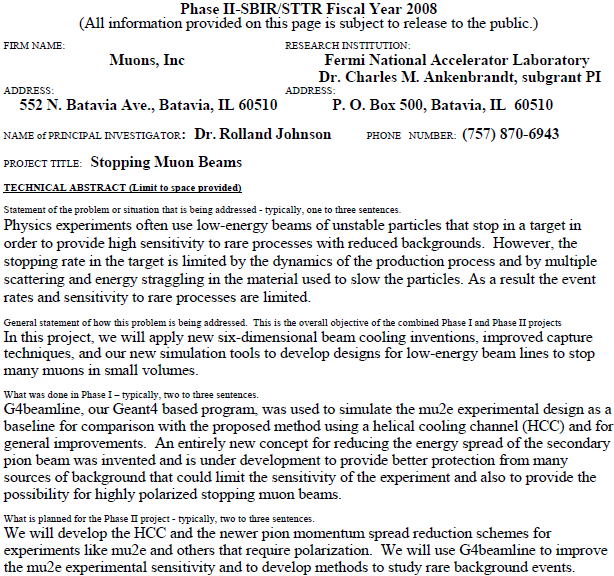 Phase II-SBIR/STTR Fiscal Year 2008
(All information provided on this page is subject to release to the public.)
FIRM NAME: RESEARCH INSTITUTION:
Muons, Inc Fermi National Accelerator Laboratory
Dr. Charles M. Ankenbrandt, subgrant PI
ADDRESS: ADDRESS:
552 N. Batavia Ave., Batavia, IL 60510 P. O. Box 500, Batavia, IL 60510
NAME of PRINCIPAL INVESTIGATOR: Dr. Rolland Johnson PHONE NUMBER: (757) 870-6943
PROJECT TITLE: Stopping Muon Beams
TECHNICAL ABSTRACT (Limit to space provided)
Statement of the problem or situation that is being addressed - typically, one to three sentences.
Physics experiments often use low-energy beams of unstable particles that stop in a target in
order to provide high sensitivity to rare processes with reduced backgrounds. However, the
stopping rate in the target is limited by the dynamics of the production process and by multiple
scattering and energy straggling in the material used to slow the particles. As a result the event
rates and sensitivity to rare processes are limited.
General statement of how this problem is being addressed. This is the overall objective of the combined Phase I and Phase II projects
In this project, we will apply new six-dimensional beam cooling inventions, improved capture
techniques, and our new simulation tools to develop designs for low-energy beam lines to stop
many muons in small volumes.
What was done in Phase I – typically, two to three sentences.
G4beamline, our Geant4 based program, was used to simulate the mu2e experimental design as a
baseline for comparison with the proposed method using a helical cooling channel (HCC) and for
general improvements. An entirely new concept for reducing the energy spread of the secondary
pion beam was invented and is under development to provide better protection from many
sources of background that could limit the sensitivity of the experiment and also to provide the
possibility for highly polarized stopping muon beams.
What is planned for the Phase II project - typically, two to three sentences.
We will develop the HCC and the newer pion momentum spread reduction schemes for
experiments like mu2e and others that require polarization. We will use G4beamline to improve
the mu2e experimental sensitivity and to develop methods to study rare background events.